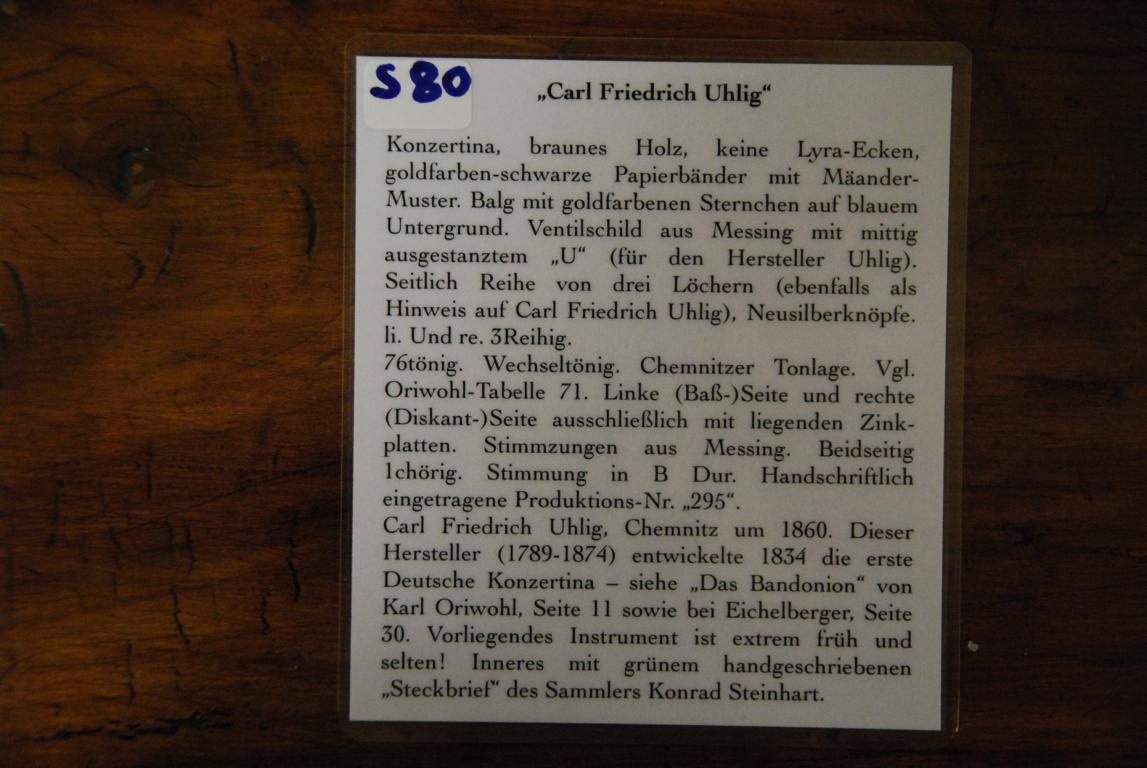 S 80
„Carl Friedrich Uhlig“
Konzertina, braunes Holz, keine Lyra-Ecken,
goldfarben-schwarze Papierbänder mit Mäander-
Muster. Balg mit goldfarbenen Sternchen auf blauem
Untergrund. Ventilschild aus Messing mit mittig
ausgestanztem „U“ (für den Hersteller Uhlig).
Seitlich Reihe von drei Löchern (ebenfalls als
Hinweis auf Carl Friedrich Uhlig), Neusilberknöpfe.
li. Und re. 3Reihig.
76tönig. Wechseltönig. Chemnitzer Tonlage. Vgl.
Oriwohl-Tabelle 71. Linke (Baß-)Seite und rechte
(Diskant-)Seite ausschließlich mit liegenden Zink-
platten. Stimmzungen aus Messing. Beidseitig
1chörig. Stimmung in B Dur. Handschriftlich
eingetragene Produktions-Nr. „295“.
Carl Friedrich Uhlig, Chemnitz um 1860. Dieser
Hersteller (1789-1874) entwickelte 1834 die erste
Deutsche Konzertina – siehe „Das Bandonion“ von
Karl Oriwohl, Seite 11 sowie bei Eichelberger, Seite
30. Vorliegendes Instrument ist extrem früh und
selten! Inneres mit grünem handgeschriebenen
„Steckbrief“ des Sammlers Konrad Steinhart.